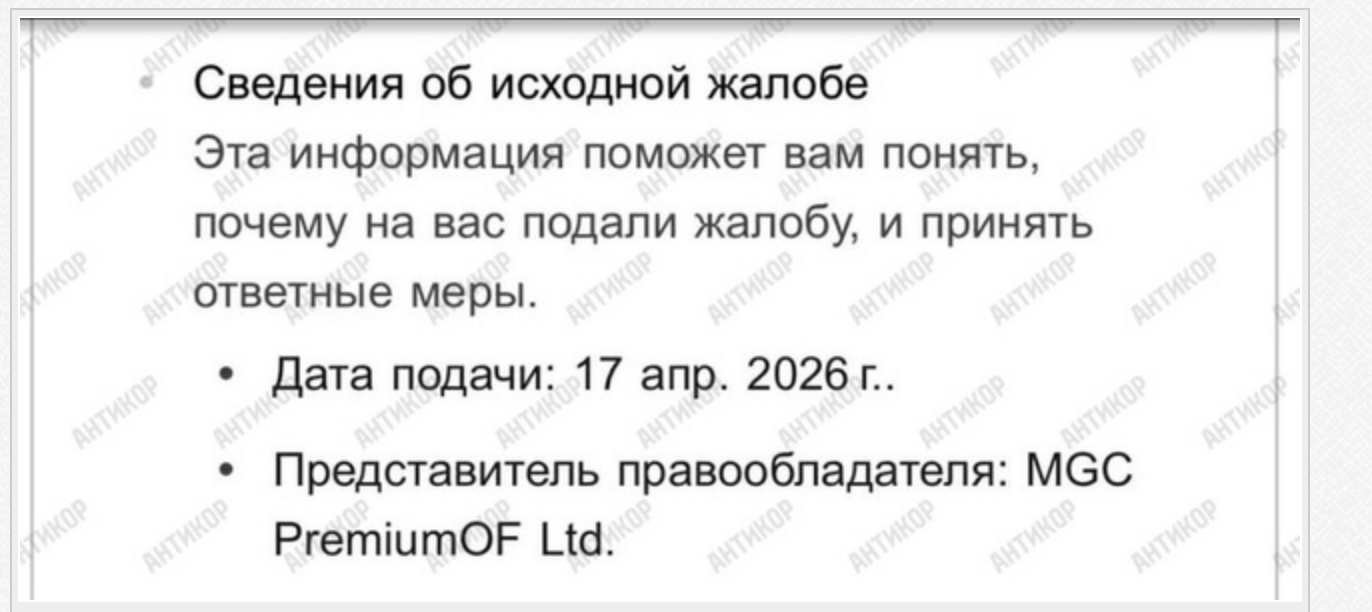 Сведения об исходной жалобе
Эта информация поможет вам понять,
почему на вас подали жалобу, и принять
ответные меры.
Дата подачи: 17 апр. 2026 г..
Представитель правообладателя: MGC
PremiumOF Ltd.
АНТИКОР